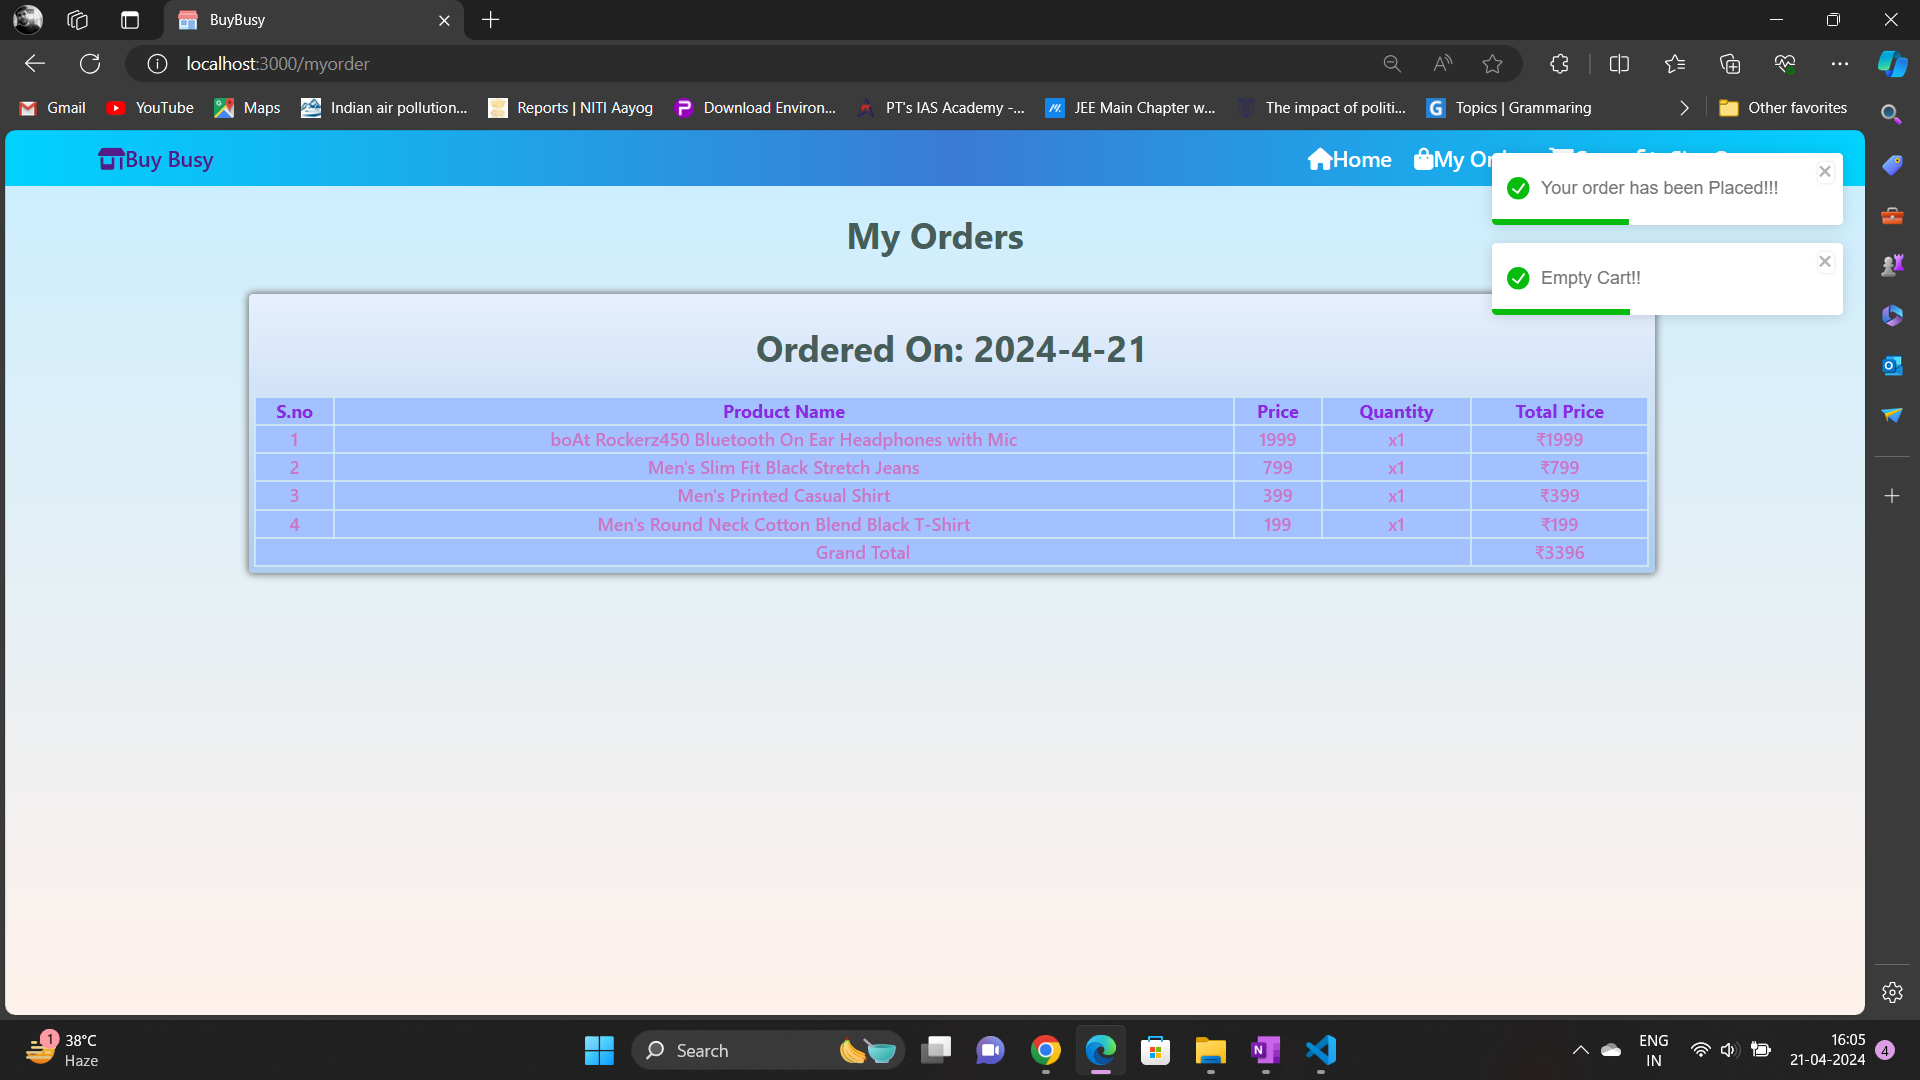 BuyBusy
localhost:3000/myorder
Gmail YouTube Maps Indian air pollution... Reports | NITI Aayog Download Environ... PT's IAS Academy -... JEE Main Chapter w... The impact of politi... Topics | Grammaring Other favorites
Buy Busy Home My
Your order has been Placed!!!
Empty Cart!!
My Orders
Ordered On: 2024-4-21
S.no Product Name Price Quantity Total Price
1 boAt Rockerz450 Bluetooth On Ear Headphones with Mic 1999 x1 ₹1999
2 Men's Slim Fit Black Stretch Jeans 799 x1 ₹799
3 Men's Printed Casual Shirt 399 x1 ₹399
4 Men's Round Neck Cotton Blend Black T-Shirt 199 x1 ₹199
Grand Total ₹3396
1 38°C
Haze
Search
ENG
IN
16:05
21-04-2024
4